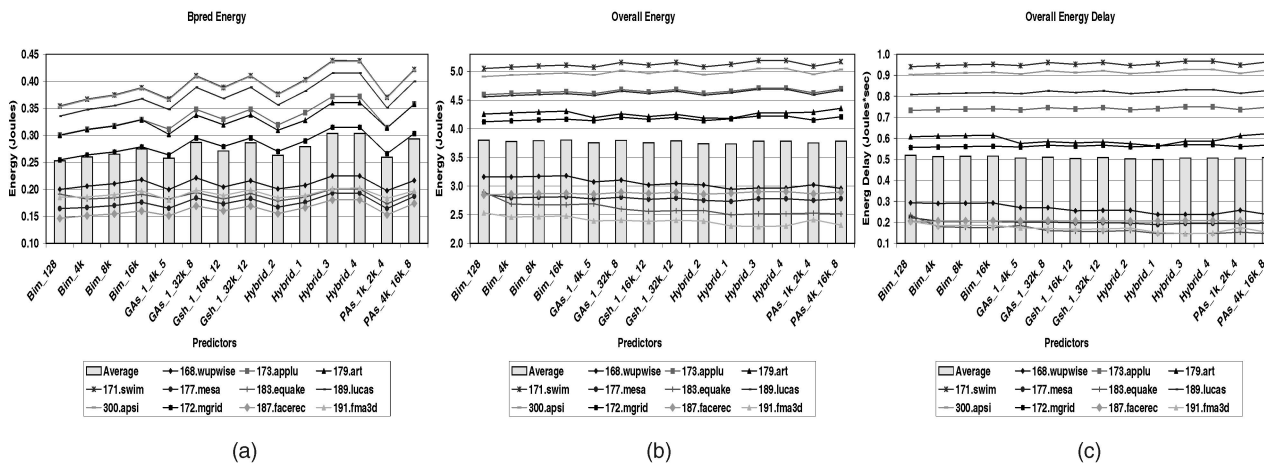 Bpred Energy
0.45
0.40
0.35
0.30
0.25
0.20
0.15
0.10
Energy (Joules)
Bim_128
Bim_4k
Bim_8k
Bim_16k
GAs_1_4k_5
GAs_1_32k_8
Gsh_1_16k_12
Gsh_1_32k_12
Hybrid_2
Hybrid_1
Hybrid_3
Hybrid_4
PAs_1k_2k_4
PAs_4k_16k_8
Predictors
Average 168.wupwise 173.applu 179.art
171.swim 177.mesa 183.equake 189.lucas
300.apsi 172.mgrid 187.facerec 191.fma3d
(a)
Overall Energy
5.0
4.5
4.0
3.5
3.0
2.5
2.0
Energy (Joules)
Bim_128
Bim_4k
Bim_8k
Bim_16k
GAs_1_4k_5
GAs_1_32k_8
Gsh_1_16k_12
Gsh_1_32k_12
Hybrid_2
Hybrid_1
Hybrid_3
Hybrid_4
PAs_1k_2k_4
PAs_4k_16k_8
Predictors
Average 168.wupwise 173.applu 179.art
171.swim 177.mesa 183.equake 189.lucas
300.apsi 172.mgrid 187.facerec 191.fma3d
(b)
Overall Energy Delay
1.0
0.9
0.8
0.7
0.6
0.5
0.4
0.3
0.2
0.1
Energy Delay (Joules*sec)
Bim_128
Bim_4k
Bim_8k
Bim_16k
GAs_1_4k_5
GAs_1_32k_8
Gsh_1_16k_12
Gsh_1_32k_12
Hybrid_2
Hybrid_1
Hybrid_3
Hybrid_4
PAs_1k_2k_4
PAs_4k_16k_8
Predictors
Average 168.wupwise 173.applu 179.art
171.swim 177.mesa 183.equake 189.lucas
300.apsi 172.mgrid 187.facerec 191.fma3d
(c)